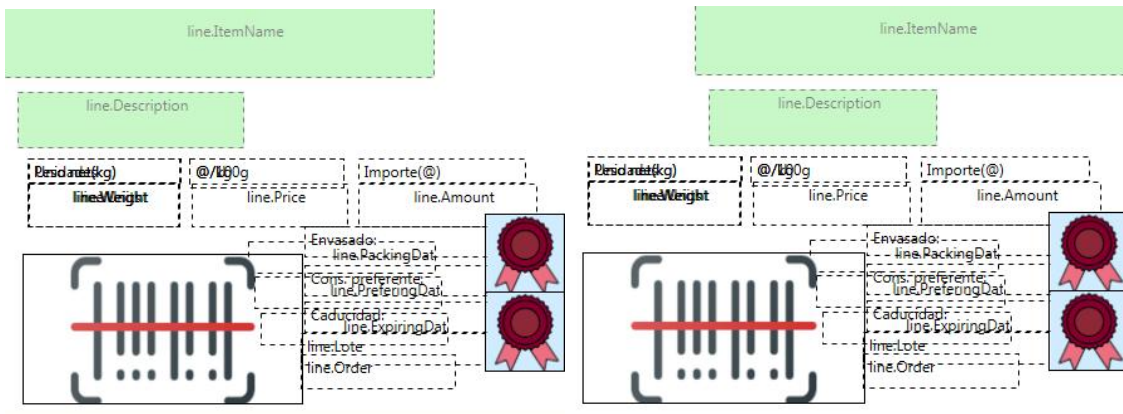 line.ItemName
line.Description
@/
Importe(@)
line.Price
line.Amount
Envasado:
line.PackingDat
Cons. preferente:
line.PreferingDat
Caducidad:
line.ExpiringDat
line.Lote
line.Order
line.ItemName
line.Description
@/
Importe(@)
line.Price
line.Amount
Envasado:
line.PackingDat
Cons. preferente:
line.PreferingDat
Caducidad:
line.ExpiringDat
line.Lote
line.Order